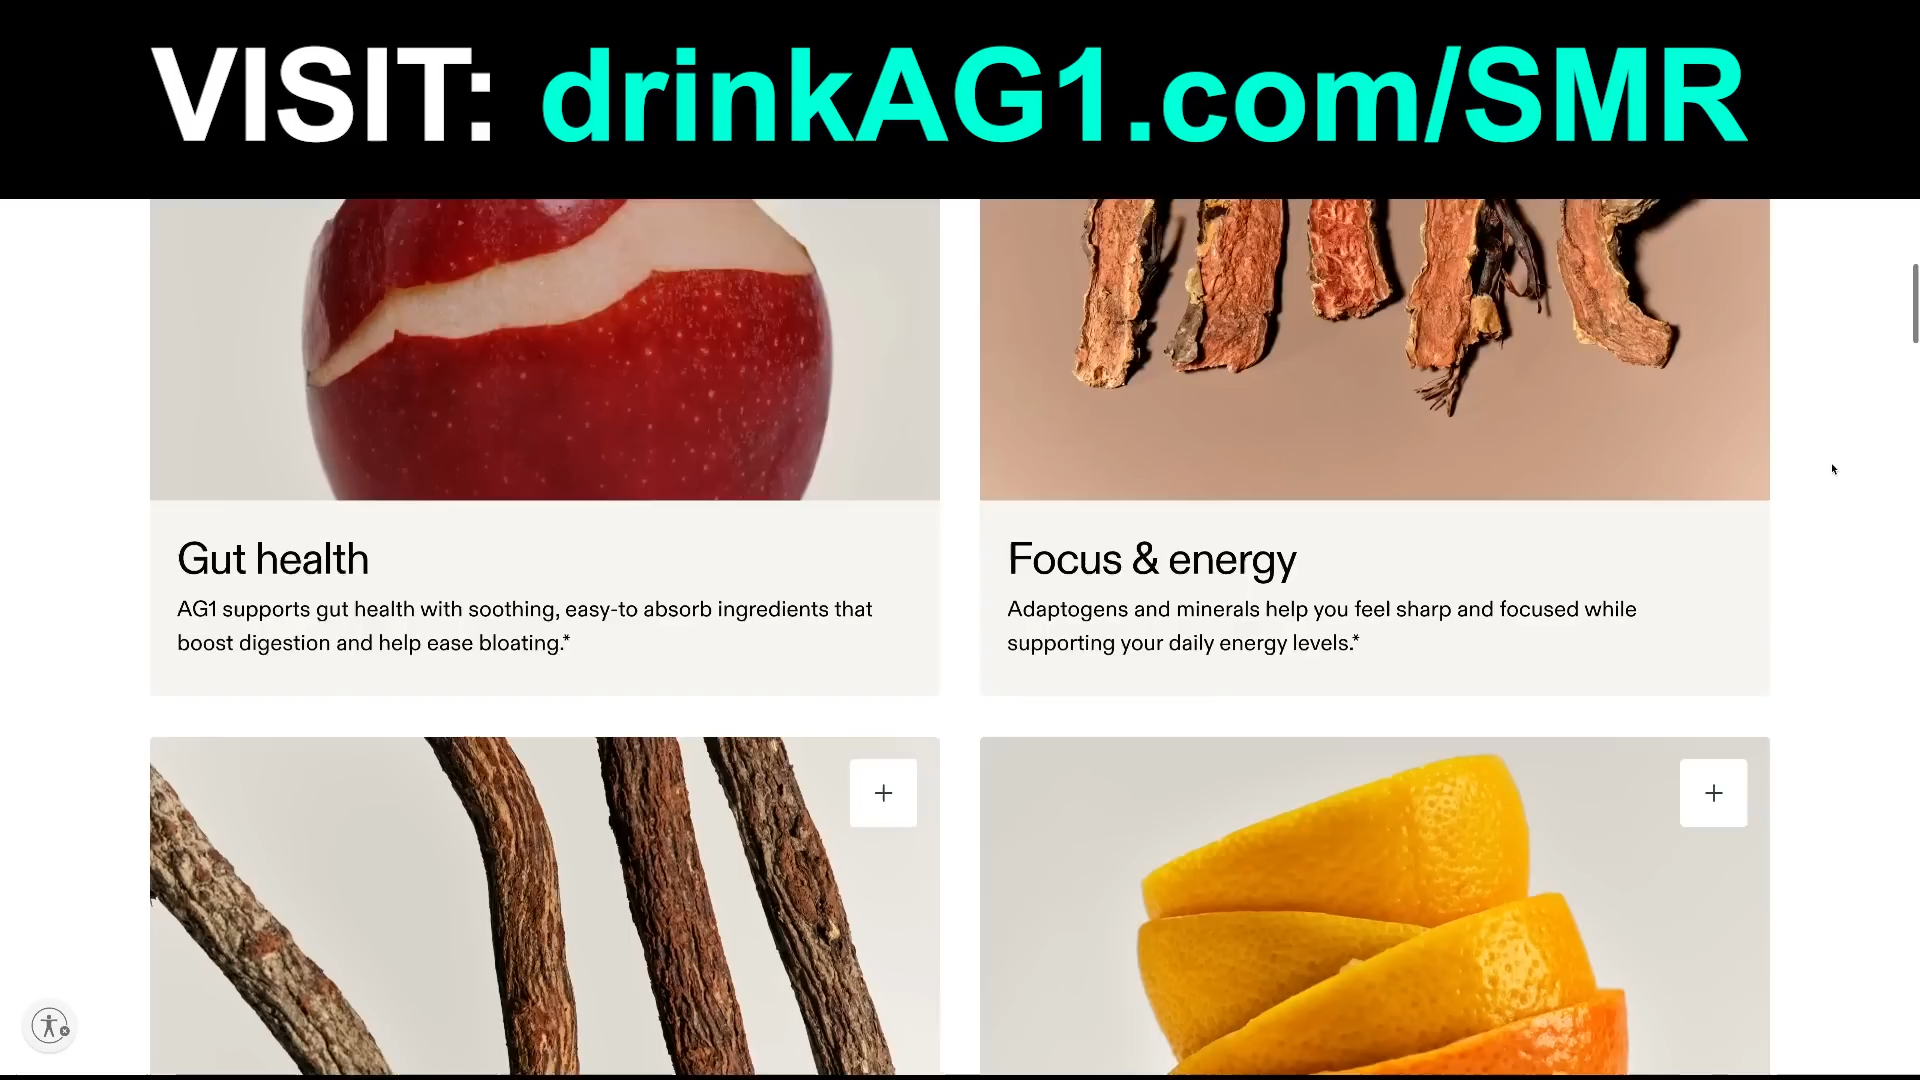 VISIT: drinkAG1.com/SMR
Gut health
AG1 supports gut health with soothing, easy-to absorb ingredients that
boost digestion and help ease bloating.*
Focus & energy
Adaptogens and minerals help you feel sharp and focused while
supporting your daily energy levels.*